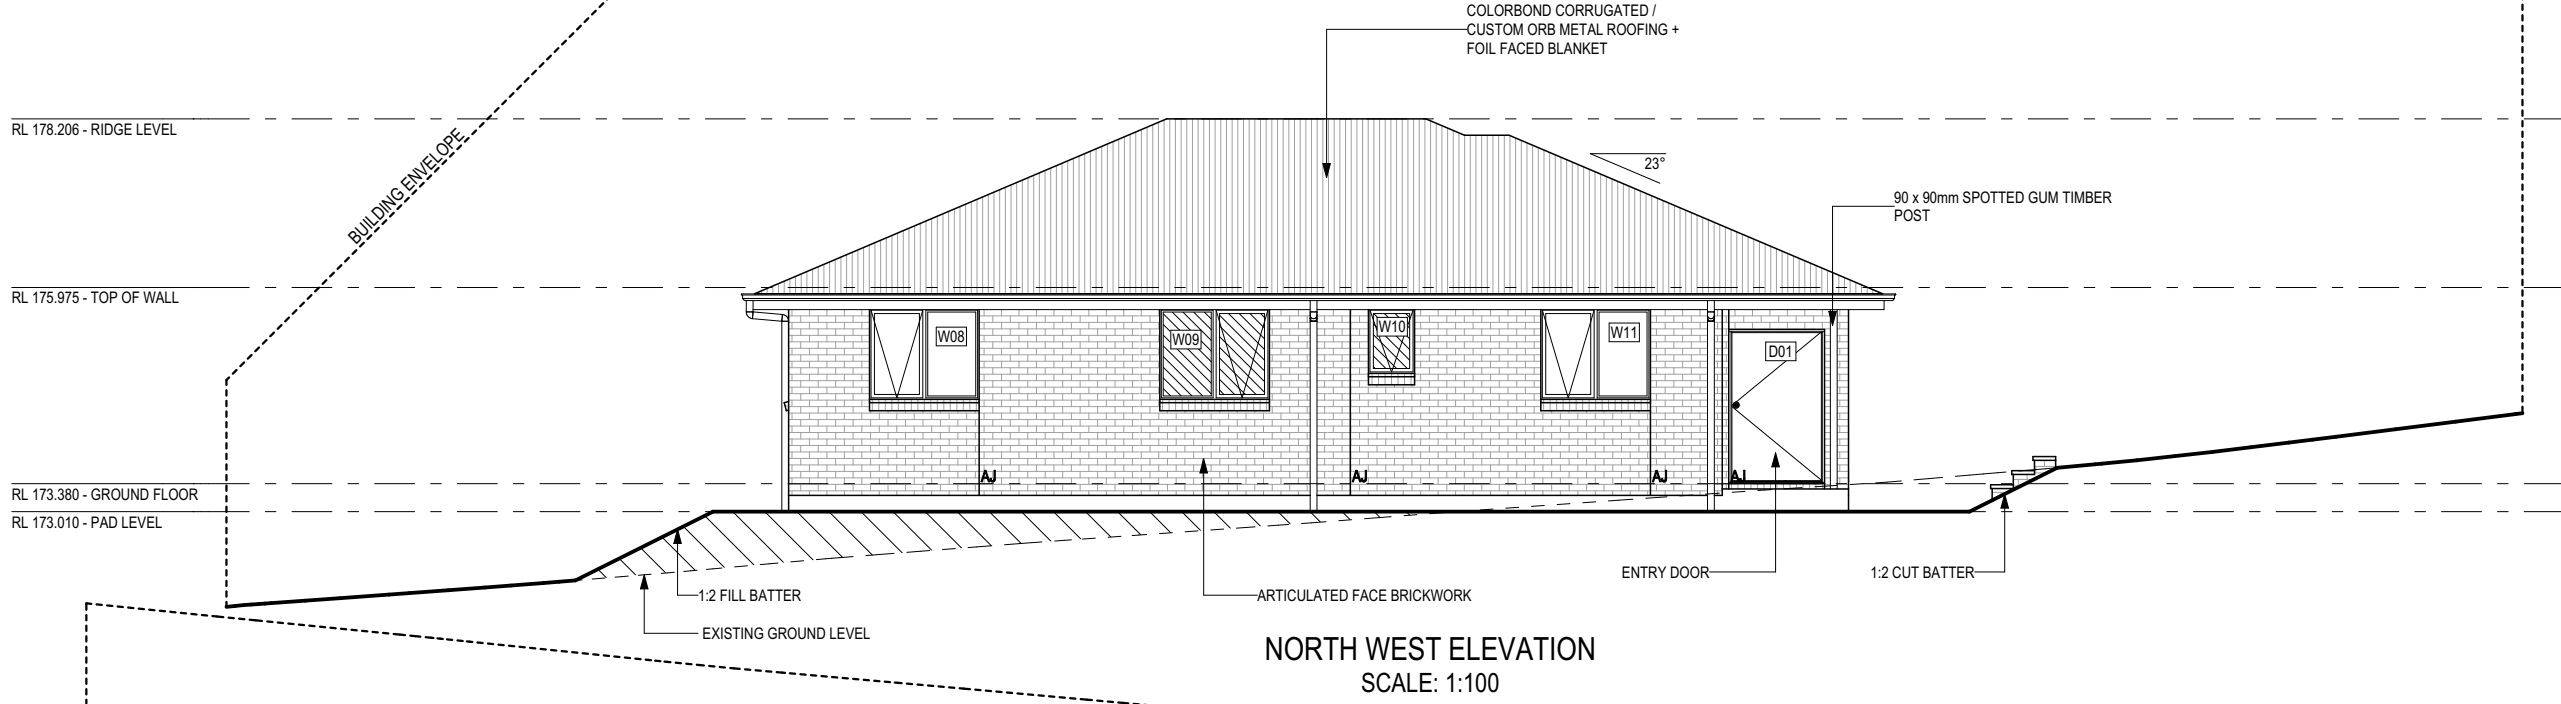 COLORBOND CORRUGATED /
CUSTOM ORB METAL ROOFING +
FOIL FACED BLANKET
RL 178.206 - RIDGE LEVEL
BUILDING ENVELOPE
23°
90 x 90mm SPOTTED GUM TIMBER
POST
RL 175.975 - TOP OF WALL
W08
W09
W10
W11
D01
AJ
AJ
AJ
AJ
RL 173.380 - GROUND FLOOR
RL 173.010 - PAD LEVEL
1:2 FILL BATTER
EXISTING GROUND LEVEL
ARTICULATED FACE BRICKWORK
ENTRY DOOR
1:2 CUT BATTER
NORTH WEST ELEVATION
SCALE: 1:100